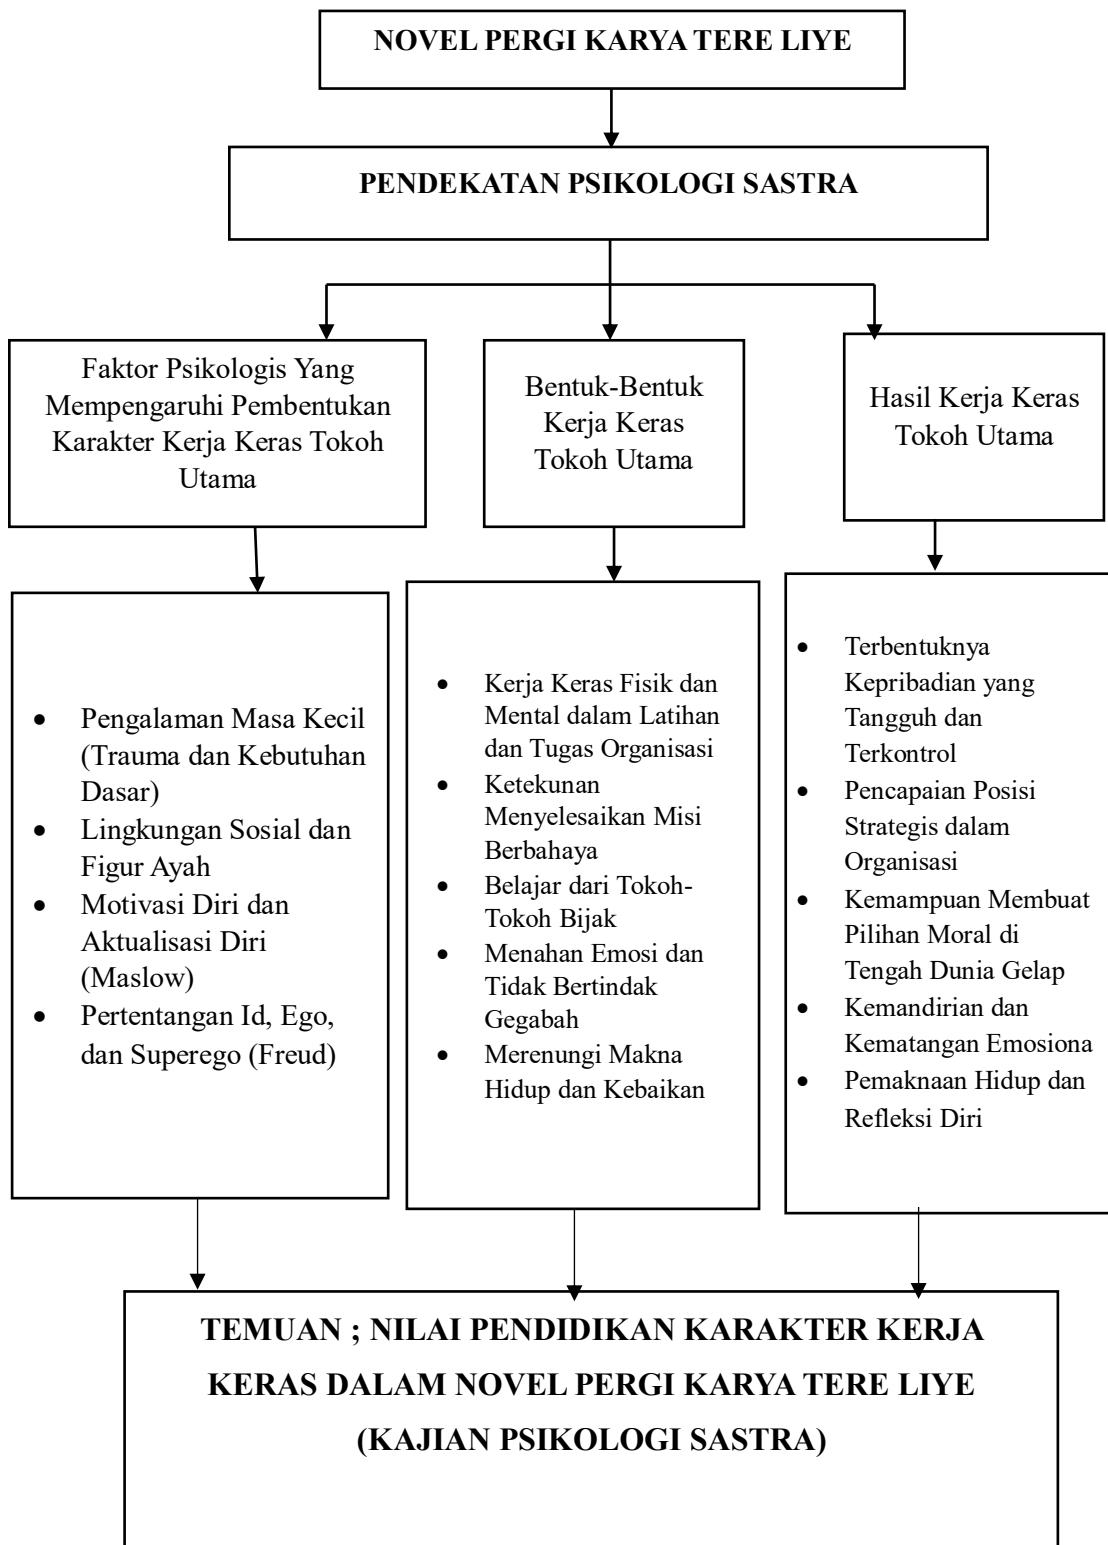 NOVEL PERGI KARYA TERE LIYE
PENDEKATAN PSIKOLOGI SASTRA
Faktor Psikologis Yang
Mempengaruhi Pembentukan
Karakter Kerja Keras Tokoh
Utama
Bentuk-Bentuk
Kerja Keras
Tokoh Utama
Hasil Kerja Keras
Tokoh Utama
• Pengalaman Masa Kecil
(Trauma dan Kebutuhan
Dasar)
• Lingkungan Sosial dan
Figur Ayah
• Motivasi Diri dan
Aktualisasi Diri
(Maslow)
• Pertentangan Id, Ego,
dan Superego (Freud)
• Kerja Keras Fisik dan
Mental dalam Latihan
dan Tugas Organisasi
• Ketekunan
Menyelesaikan Misi
Berbahaya
• Belajar dari Tokoh-
Tokoh Bijak
• Menahan Emosi dan
Tidak Bertindak
Gegabah
• Merenungi Makna
Hidup dan Kebaikan
• Terbentuknya
Kepribadian yang
Tangguh dan
Terkontrol
• Pencapaian Posisi
Strategis dalam
Organisasi
• Kemampuan Membuat
Pilihan Moral di
Tengah Dunia Gelap
• Kemandirian dan
Kematangan Emosiona
• Pemaknaan Hidup dan
Refleksi Diri
TEMUAN ; NILAI PENDIDIKAN KARAKTER KERJA
KERAS DALAM NOVEL PERGI KARYA TERE LIYE
(KAJIAN PSIKOLOGI SASTRA)